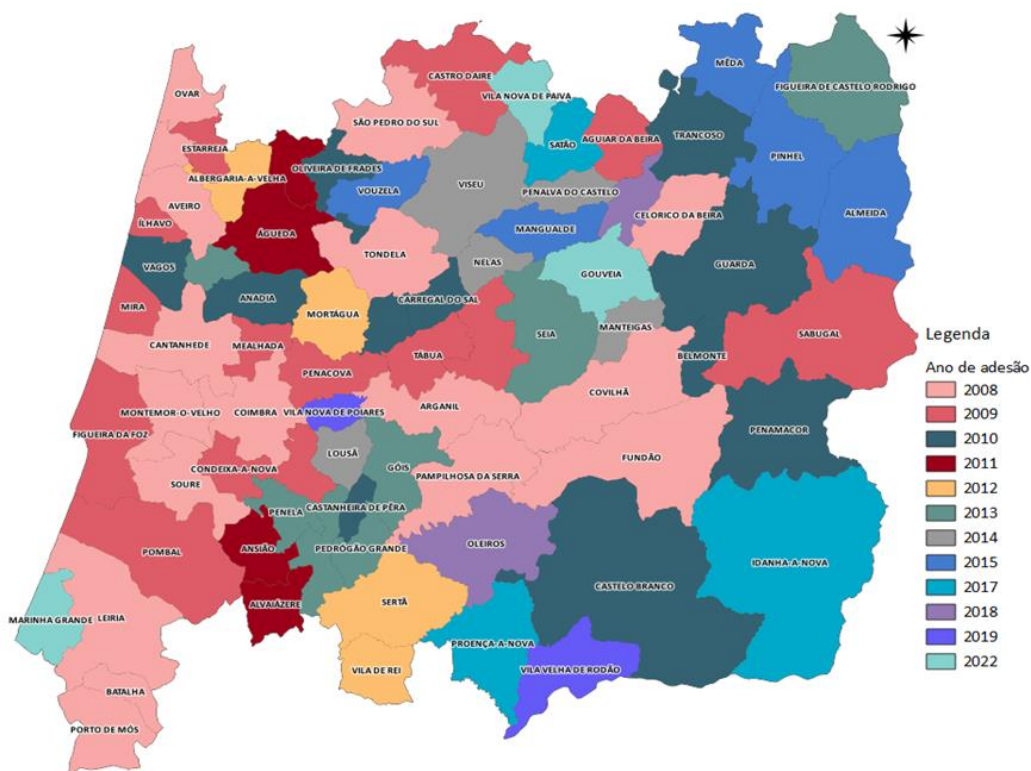 OVAR
CASTRO DAIRE
MÊDA
VILA NOVA DE PAIVA
FIGUEIRA DE CASTELO RODRIGO
SÃO PEDRO DO SUL
ESTARREJA
SATÃO
AGUIAR DA BEIRA
TRANCOSO
PINHEL
OLIVEIRA DE FRADES
ALBERGARIA-A-VELHA
VOUZELA
VISEU
PENALVA DO CASTELO
AVEIRO
ÍLHAVO
ÁGUEDA
MANGUALDE
CELORICO DA BEIRA
ALMEIDA
TONDELA
NELAS
GOUVEIA
GUARDA
VAGOS
ANADIA
CARREGAL DO SAL
MIRA
MORTÁGUA
SEIA
MANTEIGAS
SABUGAL
CANTANHEDE
MEALHADA
TÁBUA
BELMONTE
PENACOVA
COVILHÃ
MONTEMOR-O-VELHO
COIMBRA
VILA NOVA DE POIARES
ARGANIL
PENAMACOR
FIGUEIRA DA FOZ
LOUSÃ
GÓIS
FUNDÃO
CONDEIXA-A-NOVA
SOURE
PAMPILHOSA DA SERRA
PENELA
CASTANHEIRA DE PÊRA
POMBAL
ANSIÃO
PEDRÓGÃO GRANDE
OLEIROS
IDANHA-A-NOVA
CASTELO BRANCO
ALVAIÁZERE
SERTÃ
MARINHA GRANDE
LEIRIA
PROENÇA-A-NOVA
VILA DE REI
VILA VELHA DE RODÃO
BATALHA
PORTO DE MÓS
Legenda
Ano de adesão
2008
2009
2010
2011
2012
2013
2014
2015
2017
2018
2019
2022